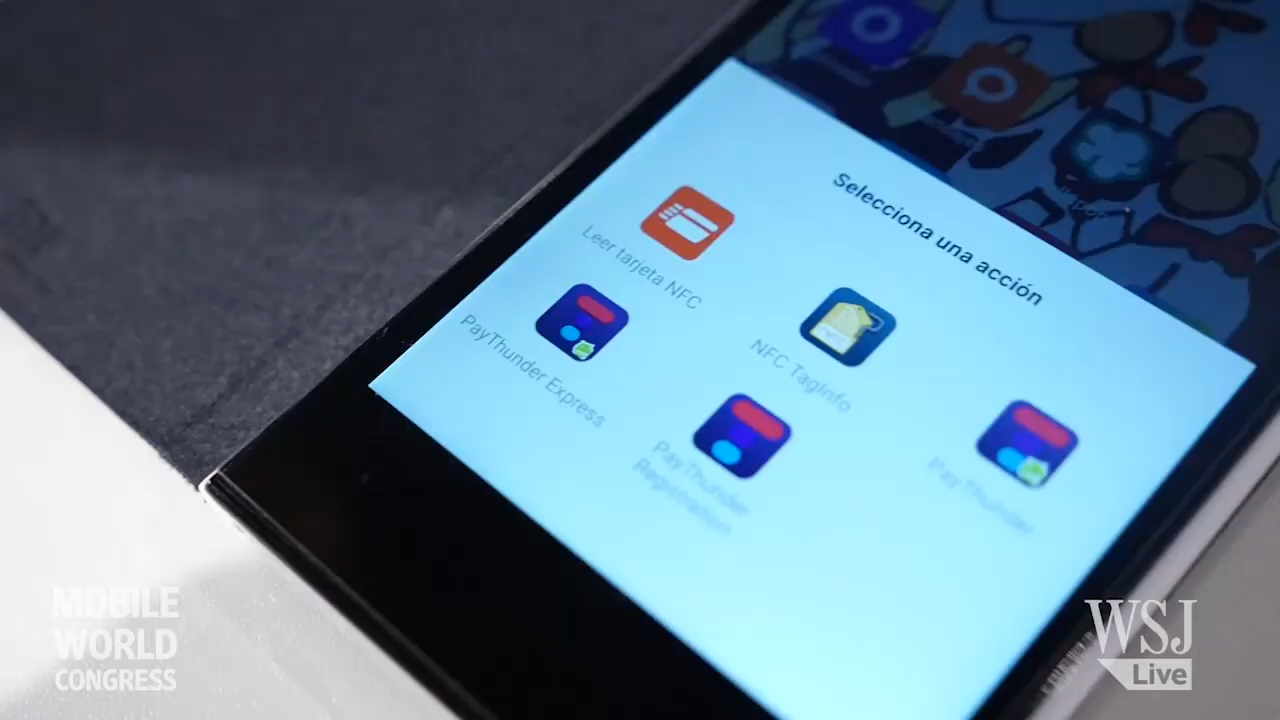 Selecciona una acción
Leer tarjeta NFC
NFC TagInfo
PayThunder
PayThunder Express
PayThunder
Registration
MOBILE
WORLD
CONGRESS
WSJ
Live